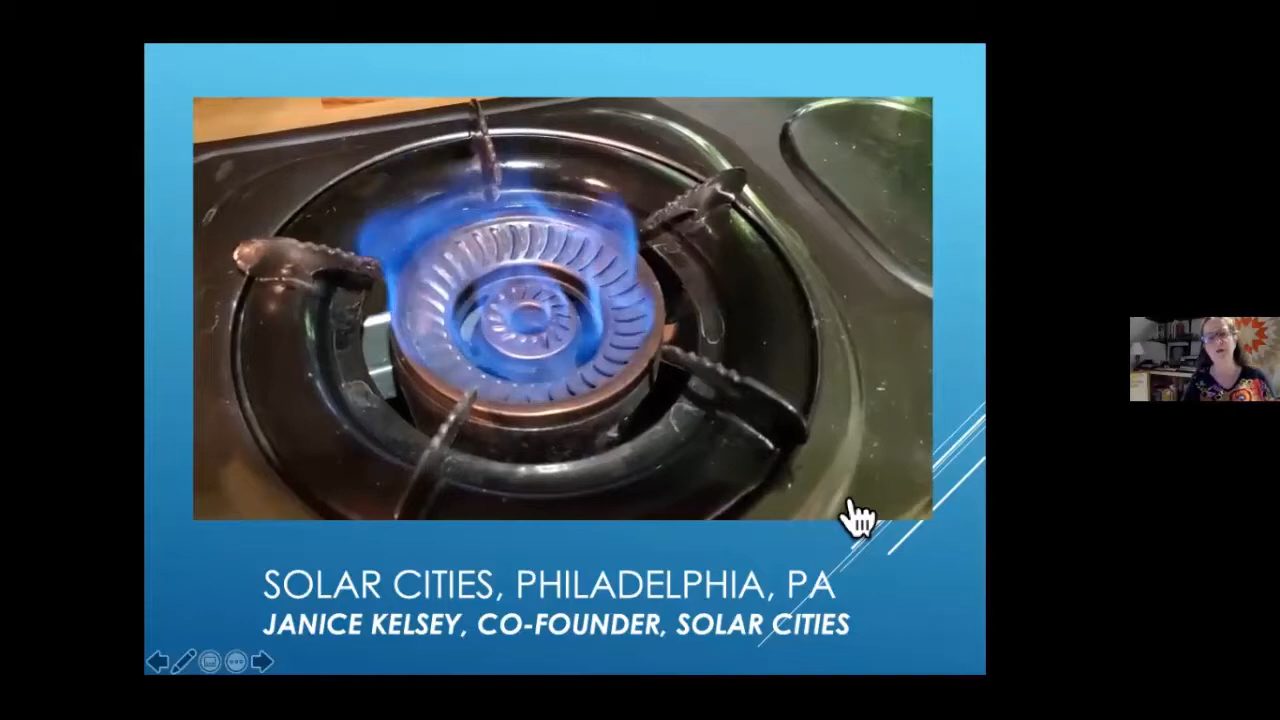 SOLAR CITIES, PHILADELPHIA, PA
JANICE KELSEY, CO-FOUNDER, SOLAR CITIES